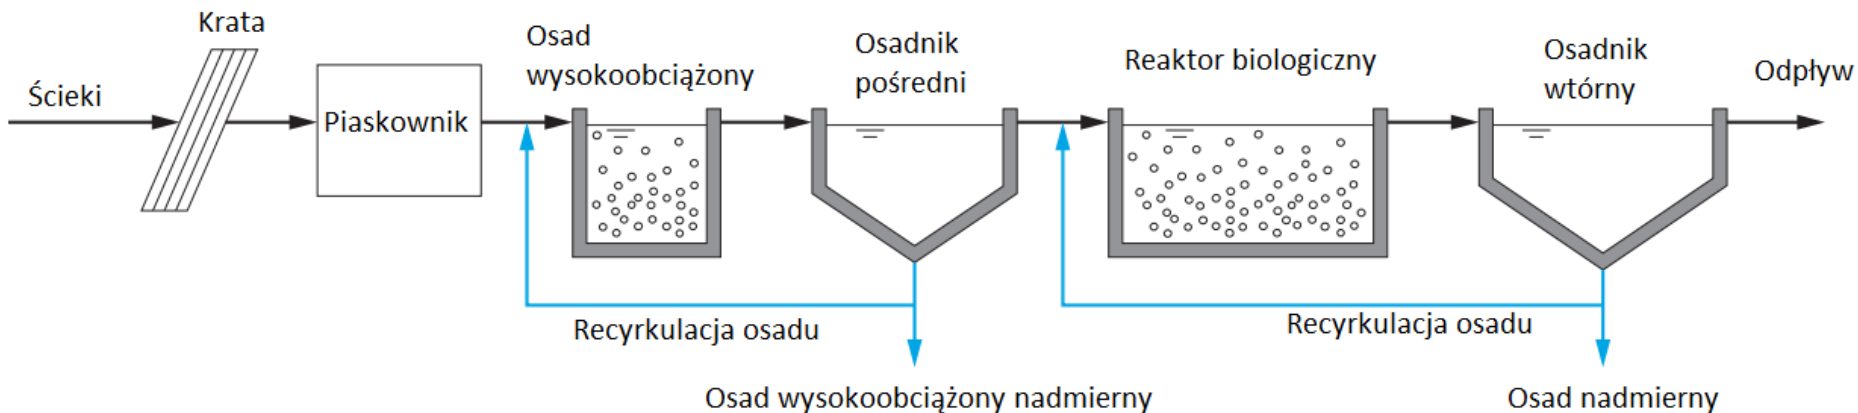 Krata
Ścieki
Piaskownik
Osad
wysokoobciążony
Osadnik
pośredni
Reaktor biologiczny
Osadnik
wtórny
Odpływ
Recyrkulacja osadu
Recyrkulacja osadu
Osad wysokoobciążony nadmierny
Osad nadmierny